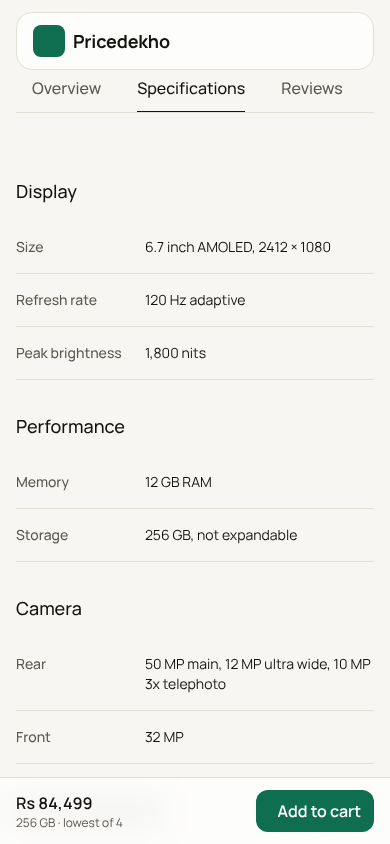 Pricedekho
Overview Specifications Reviews
Display
Size 6.7 inch AMOLED, 2412 × 1080
Refresh rate 120 Hz adaptive
Peak brightness 1,800 nits
Performance
Memory 12 GB RAM
Storage 256 GB, not expandable
Camera
Rear 50 MP main, 12 MP ultra wide, 10 MP
3x telephoto
Front 32 MP
Rs 84,499
256 GB · lowest of 4
Add to cart